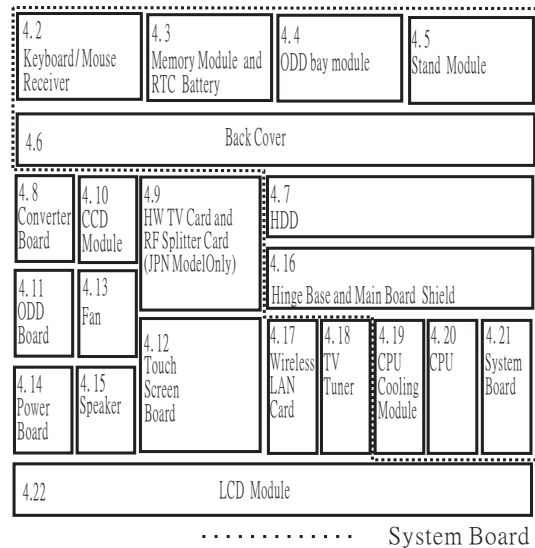 4.2
Keyboard/Mouse
Receiver
4.3
Memory Module and
RTC Battery
4.4
ODD bay module
4.5
Stand Module
4.6
Back Cover
4.8
Converter
Board
4.10
CCD
Module
4.9
HW TV Card and
RF Splitter Card
(JPN ModelOnly)
4.7
HDD
4.16
Hinge Base and Main Board Shield
4.11
ODD
Board
4.13
Fan
4.12
Touch
Screen
Board
4.17
Wireless
LAN
Card
4.18
TV
Tuner
4.19
CPU
Cooling
Module
4.20
CPU
4.21
System
Board
4.14
Power
Board
4.15
Speaker
4.22
LCD Module
System Board